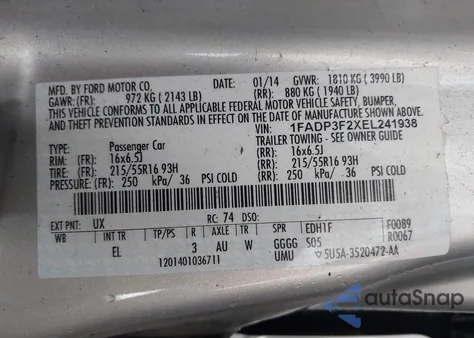 MFD. BY FORD MOTOR CO. DATE: 01/14 GVWR: 1810 KG ( 3990 LB)
GAWR: (FR): 972 KG ( 2143 LB) (RR): 880 KG ( 1940 LB)
THIS VEHICLE CONFORMS TO ALL APPLICABLE FEDERAL MOTOR VEHICLE SAFETY, BUMPER,
AND THEFT PREVENTION STANDARDS IN EFFECT ON THE DATE OF MANUFACTURE SHOWN ABOVE.
VIN: 1FADP3F2XEL241938
TYPE: Passenger Car TRAILER TOWING - SEE OWNER GUIDE
RIM: (FR): 16x6.5J (RR): 16x6.5J
TIRE: (FR): 215/55R16 93H (RR): 215/55R16 93H
PRESSURE: (FR): 250 kPa/ 36 PSI COLD (RR): 250 kPa/ 36 PSI COLD
EXT PNT: UX RC: 74 DSO: F0089
WB INT TR TP/PS R AXLE TR SPR EDH1F R0067
EL 3 AU W GGGG S05
1201401036711 UMU 5U5A-3520472-AA
autoSnap